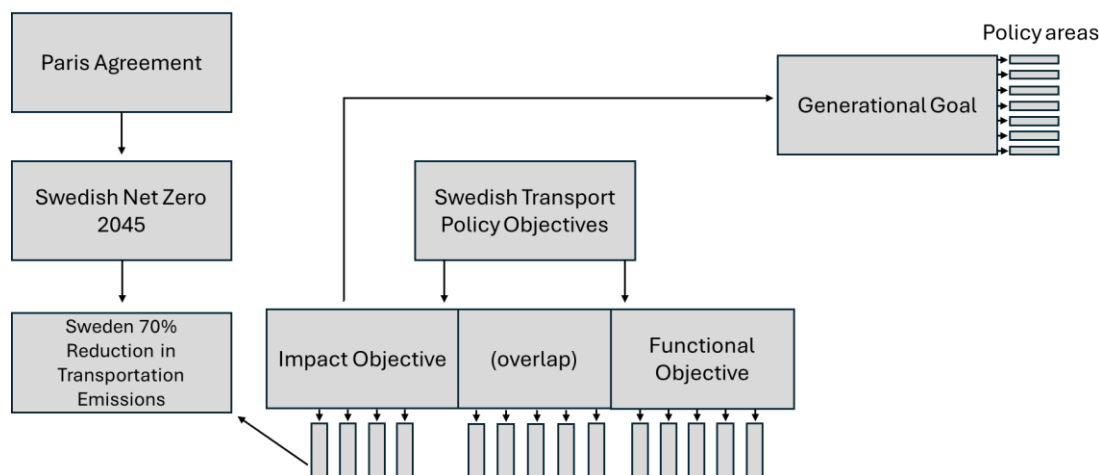 Policy areas
Paris Agreement
Generational Goal
Swedish Net Zero
2045
Swedish Transport
Policy Objectives
Sweden 70%
Reduction in
Transportation
Emissions
Impact Objective
(overlap)
Functional
Objective